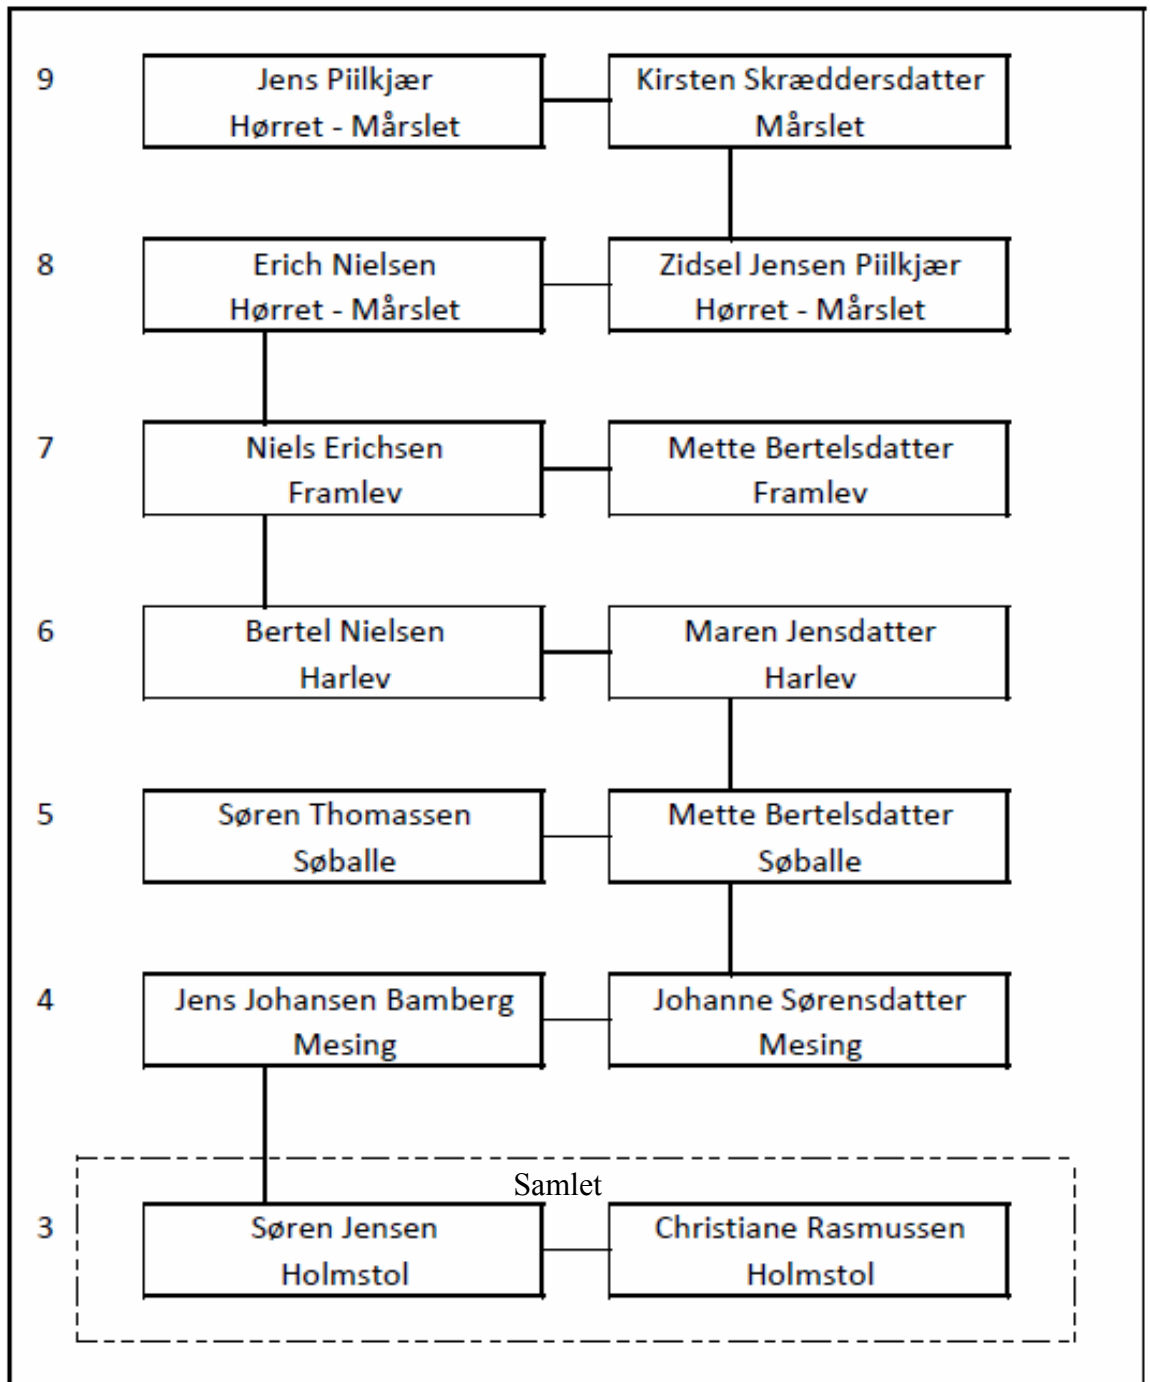 9
Jens Piilkjær
Hørret - Mårslet
Kirsten Skræddersdatter
Mårslet
8
Erich Nielsen
Hørret - Mårslet
Zidsel Jensen Piilkjær
Hørret - Mårslet
7
Niels Erichsen
Framlev
Mette Bertelsdatter
Framlev
6
Bertel Nielsen
Harlev
Maren Jensdatter
Harlev
5
Søren Thomassen
Søballe
Mette Bertelsdatter
Søballe
4
Jens Johansen Bamberg
Mesing
Johanne Sørensdatter
Mesing
Samlet
3
Søren Jensen
Holmstol
Christiane Rasmussen
Holmstol